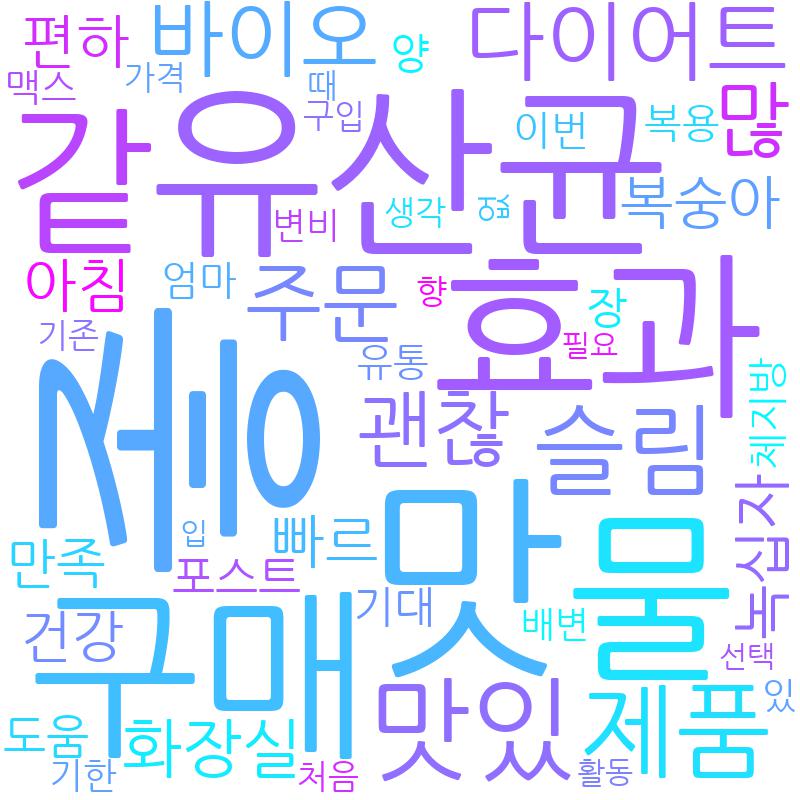 편하
바이오
양
다이어트
맥스
가격
때
구입
이번
복용
많
같
유산균
복숭아
변비
생각
없
아침
엄마
주문
향
효과
장
기존
유통
필요
체지방
괜찮
슬림
녹십자
맛
물
만족
입
빠르
포스트
건강
구매
기대
배변
선택
맛있
제품
있
도움
화장실
기한
처음
활동